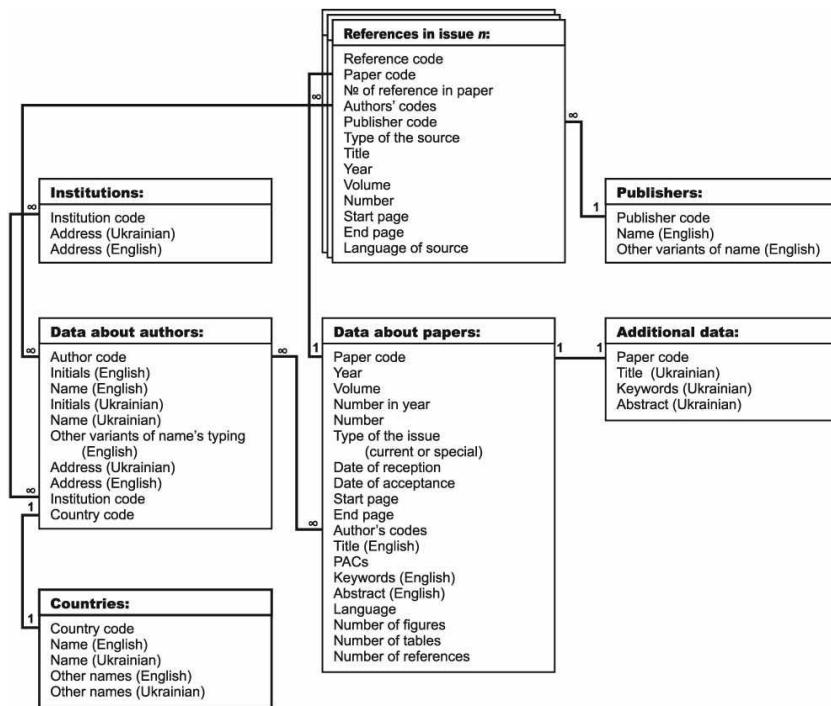 References in issue n:
Reference code
Paper code
№ of reference in paper
Authors' codes
Publisher code
Type of the source
Title
Year
Volume
Number
Start page
End page
Language of source
∞
∞
Institutions:
Institution code
Address (Ukrainian)
Address (English)
∞
Publishers:
Publisher code
Name (English)
Other variants of name (English)
1
Data about authors:
Author code
Initials (English)
Name (English)
Initials (Ukrainian)
Name (Ukrainian)
Other variants of name's typing
(English)
Address (Ukrainian)
Address (English)
Institution code
Country code
∞
∞
∞
1
Data about papers:
Paper code
Year
Volume
Number in year
Number
Type of the issue
(current or special)
Date of reception
Date of acceptance
Start page
End page
Author's codes
Title (English)
PACs
Keywords (English)
Abstract (English)
Language
Number of figures
Number of tables
Number of references
1
1
∞
Additional data:
Paper code
Title (Ukrainian)
Keywords (Ukrainian)
Abstract (Ukrainian)
1
Countries:
Country code
Name (English)
Name (Ukrainian)
Other names (English)
Other names (Ukrainian)
1